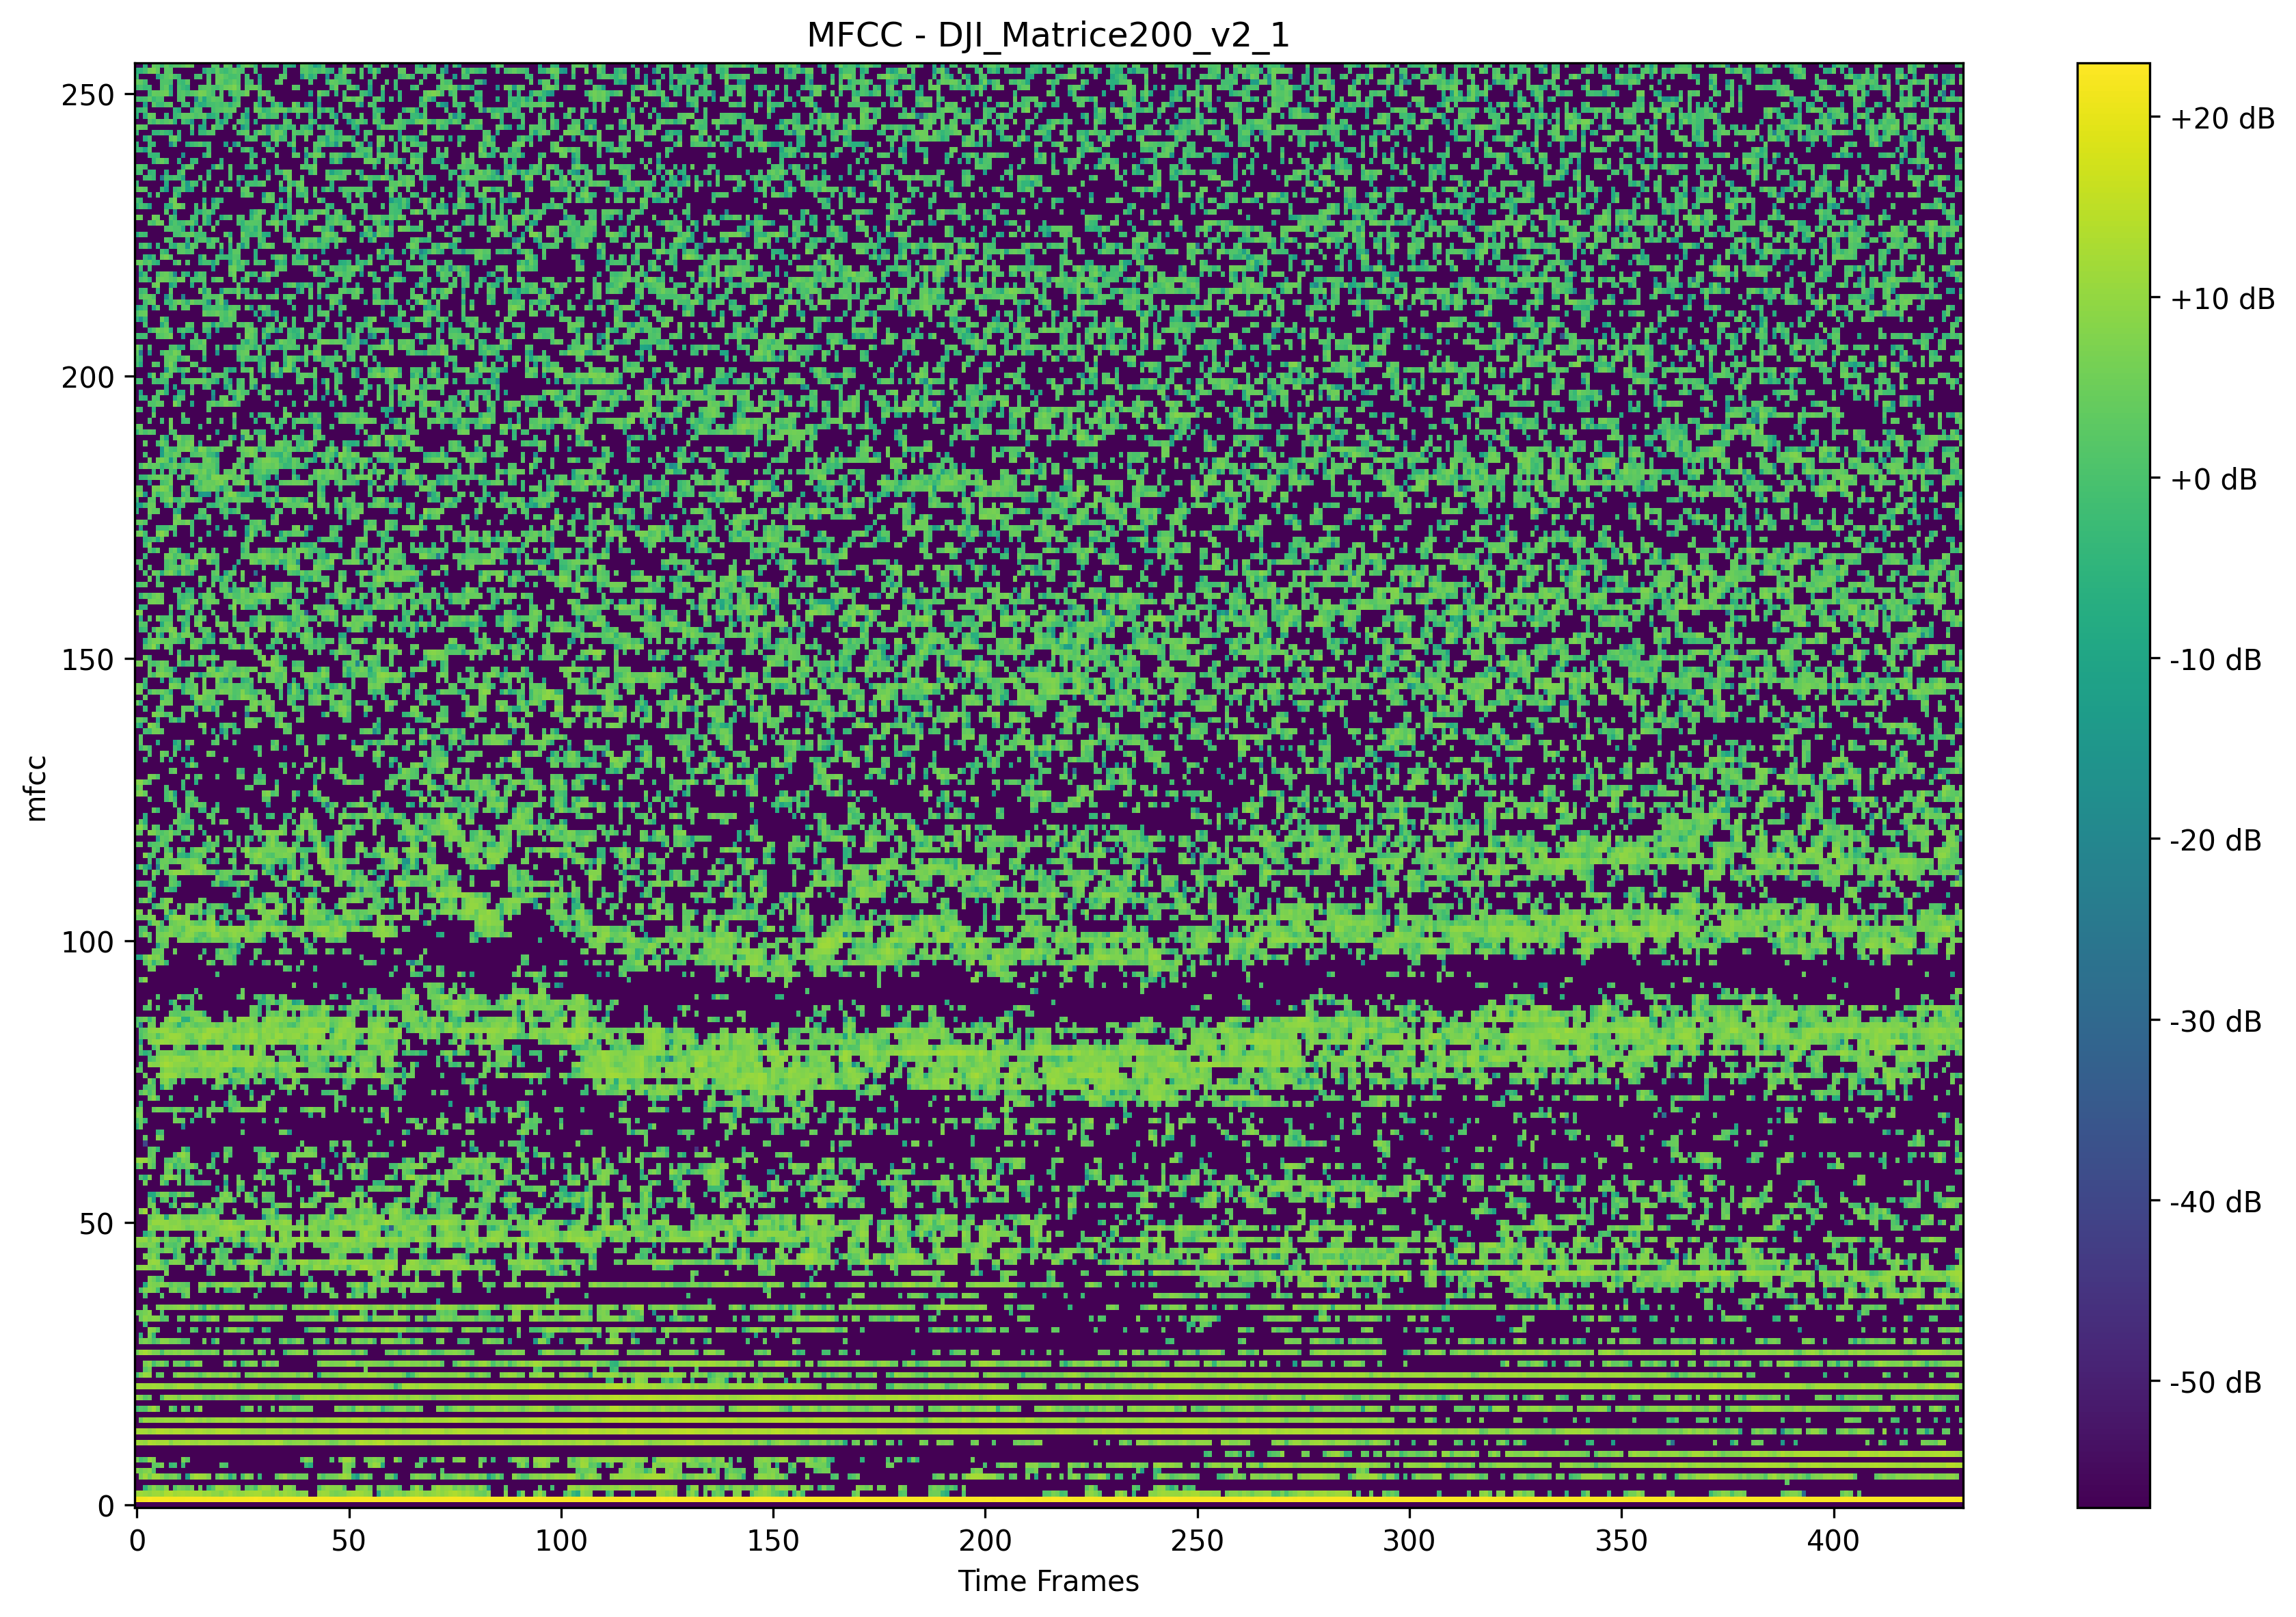 MFCC - DJI_Matrice200_v2_1
250
200
150
100
50
0
mfcc
0 50 100 150 200 250 300 350 400
Time Frames
+20 dB
+10 dB
+0 dB
-10 dB
-20 dB
-30 dB
-40 dB
-50 dB